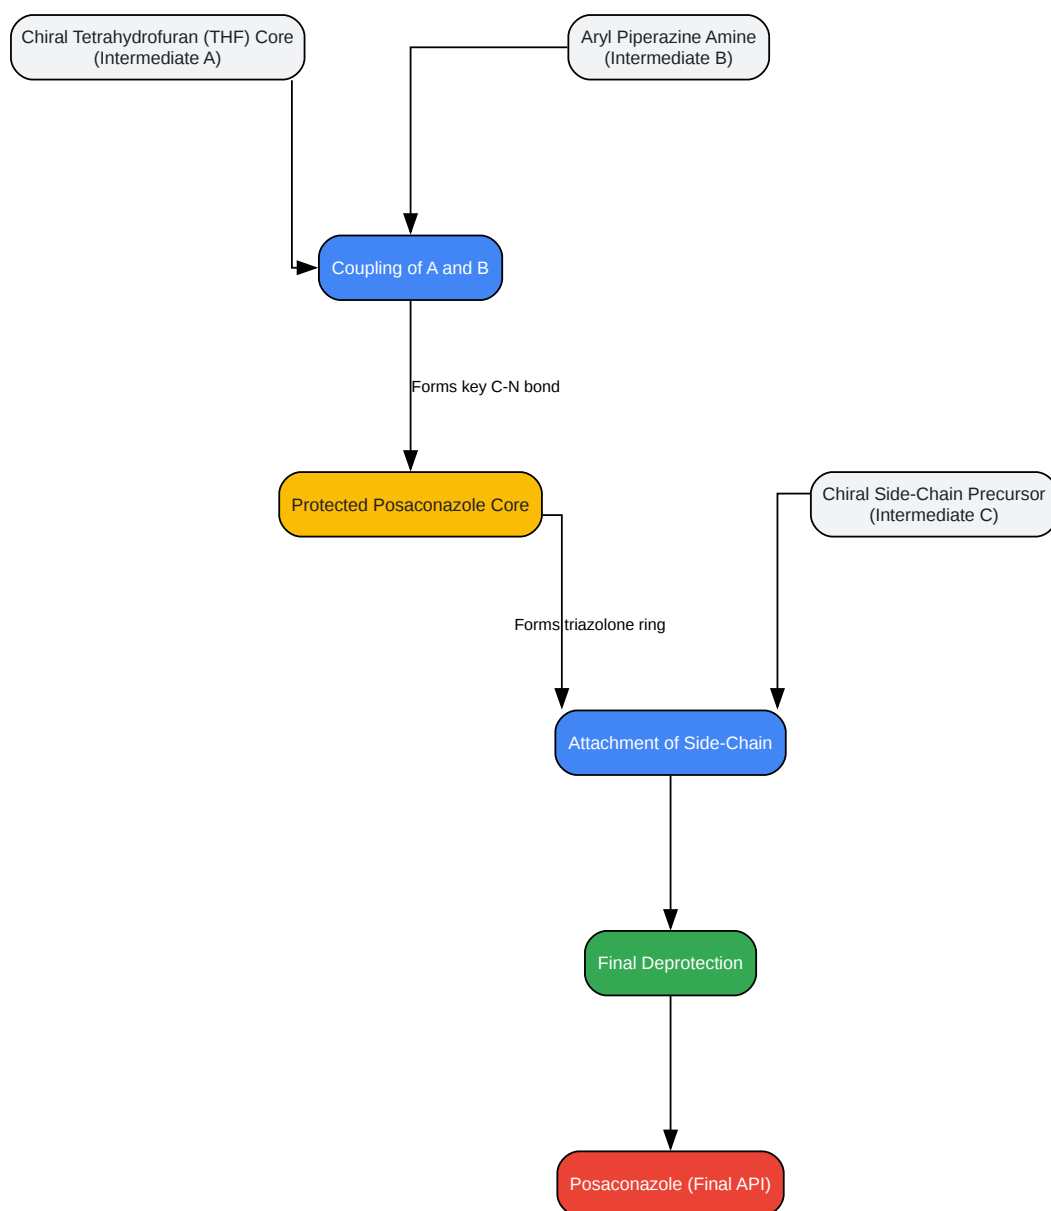 Chiral Tetrahydrofuran (THF) Core
(Intermediate A)
Aryl Piperazine Amine
(Intermediate B)
Coupling of A and B
Forms key C-N bond
Protected Posaconazole Core
Chiral Side-Chain Precursor
(Intermediate C)
Forms triazolone ring
Attachment of Side-Chain
Final Deprotection
Posaconazole (Final API)